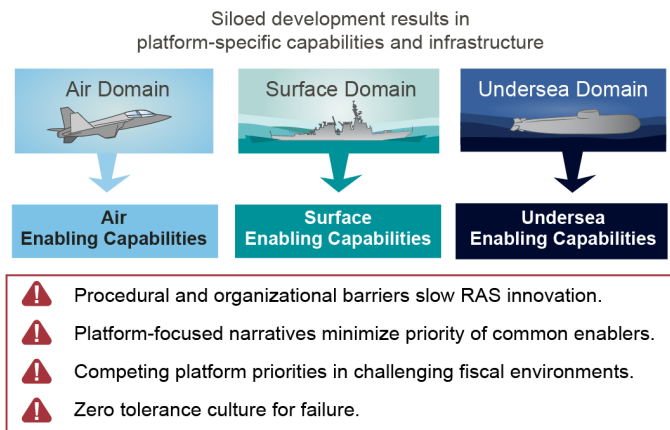 Siloed development results in
platform-specific capabilities and infrastructure
Air Domain
Surface Domain
Undersea Domain
Air
Enabling Capabilities
Surface
Enabling Capabilities
Undersea
Enabling Capabilities
! Procedural and organizational barriers slow RAS innovation.
! Platform-focused narratives minimize priority of common enablers.
! Competing platform priorities in challenging fiscal environments.
! Zero tolerance culture for failure.